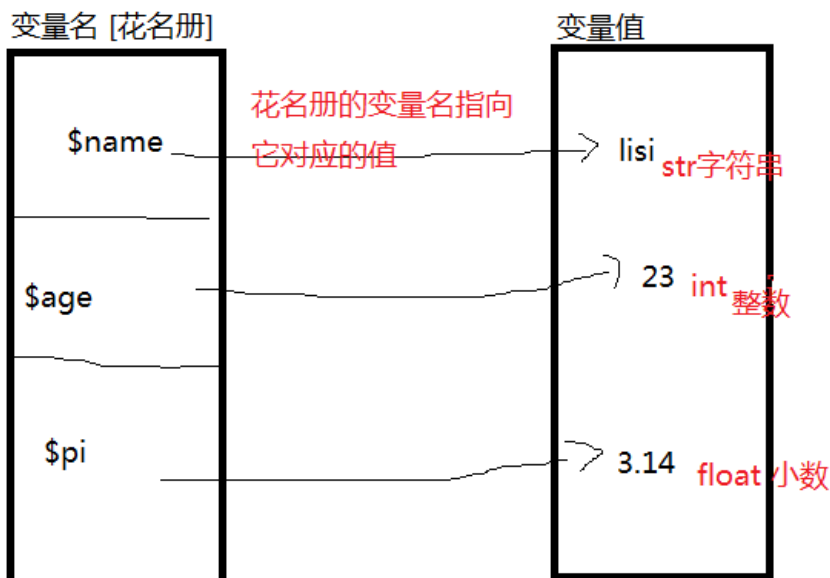 变量名 [花名册]
变量值
花名册的变量名指向
它对应的值
$name
lisi
str字符串
$age
23
int
整数
$pi
3.14
float 小数